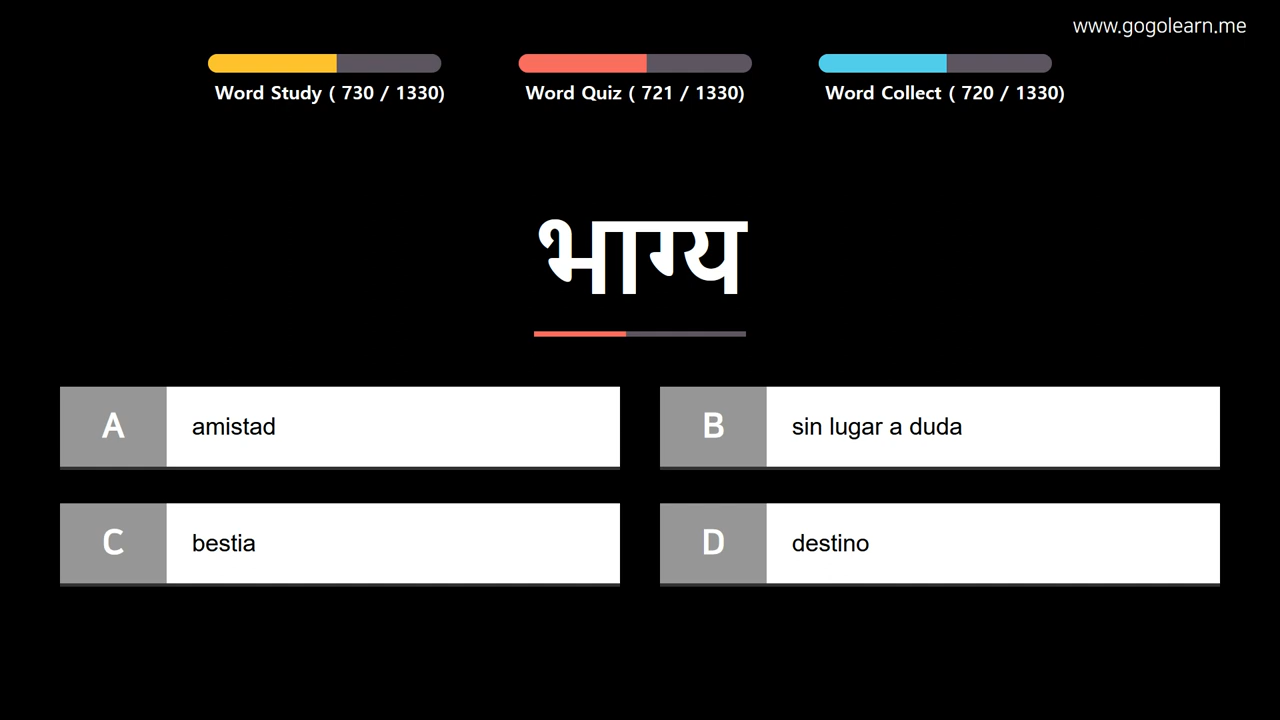 www.gogolearn.me
Word Study ( 730 / 1330)
Word Quiz ( 721 / 1330)
Word Collect ( 720 / 1330)
भाग्य
A
amistad
B
sin lugar a duda
C
bestia
D
destino